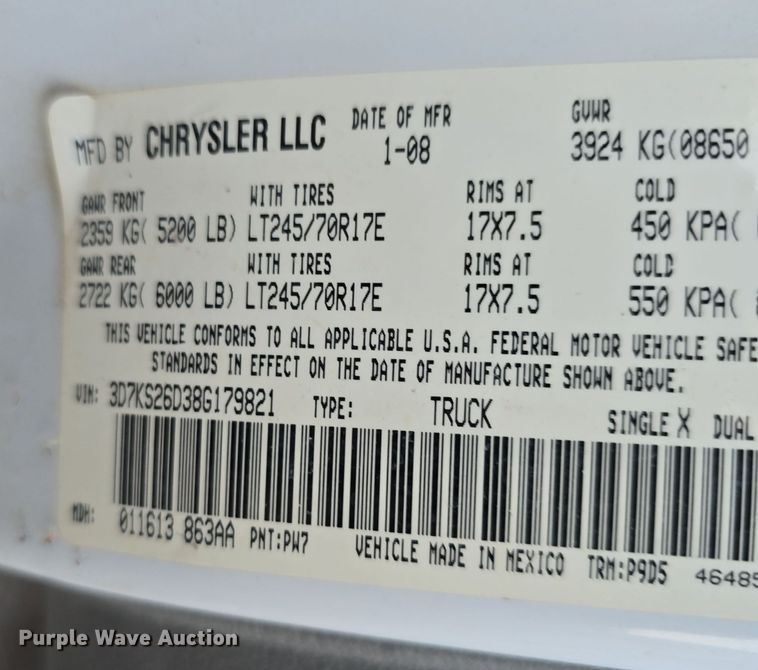 MFD BY CHRYSLER LLC DATE OF MFR GVWR
1-08 3924 KG(08650
GAWR FRONT WITH TIRES RIMS AT COLD
2359 KG( 5200 LB) LT245/70R17E 17X7.5 450 KPA(
GAWR REAR WITH TIRES RIMS AT COLD
2722 KG( 6000 LB) LT245/70R17E 17X7.5 550 KPA(
THIS VEHICLE CONFORMS TO ALL APPLICABLE U.S.A. FEDERAL MOTOR VEHICLE SAFE
STANDARDS IN EFFECT ON THE DATE OF MANUFACTURE SHOWN ABOVE.
VIN: 3D7KS26D38G179821 TYPE: TRUCK SINGLE X DUAL
MDH: 011613 863AA PNT:PW7 VEHICLE MADE IN MEXICO TRM:P9D5 46485
Purple Wave Auction